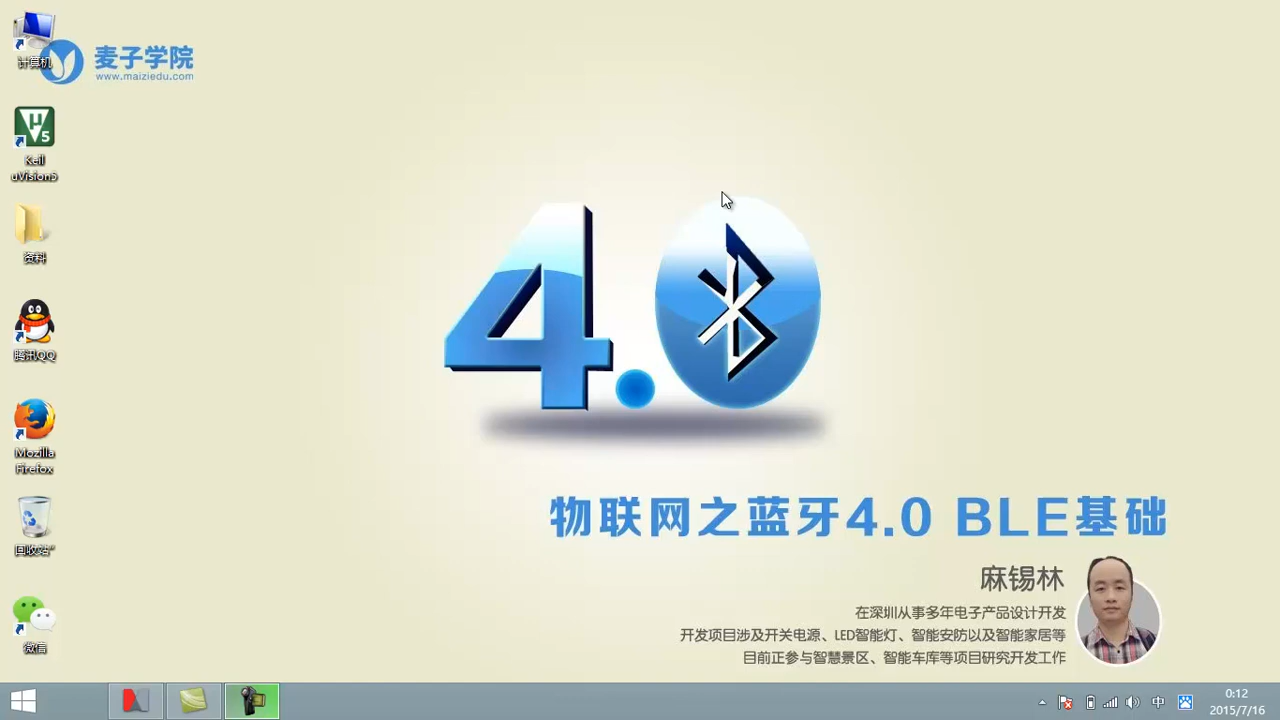 计算机
麦子学院
www.maiziedu.com
Keil
uVision5
资料
腾讯QQ
Mozilla
Firefox
回收站
微信
4.0
物联网之蓝牙4.0 BLE基础
麻锡林
在深圳从事多年电子产品设计开发
开发项目涉及开关电源、LED智能灯、智能安防以及智能家居等
目前正参与智慧景区、智能车库等项目研究开发工作
中
0:12
2015/7/16